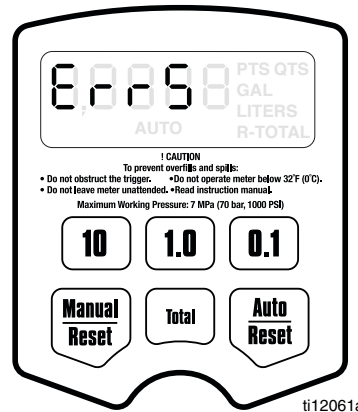 ErrS
PTS QTS
GAL
LITERS
AUTO R-TOTAL
! CAUTION
To prevent overfills and spills:
• Do not obstruct the trigger. •Do not operate meter below 32°F (0°C).
• Do not leave meter unattended. •Read instruction manual.
Maximum Working Pressure: 7 MPa (70 bar, 1000 PSI)
10 1.0 0.1
Manual
Reset
Total
Auto
Reset
ti12061a